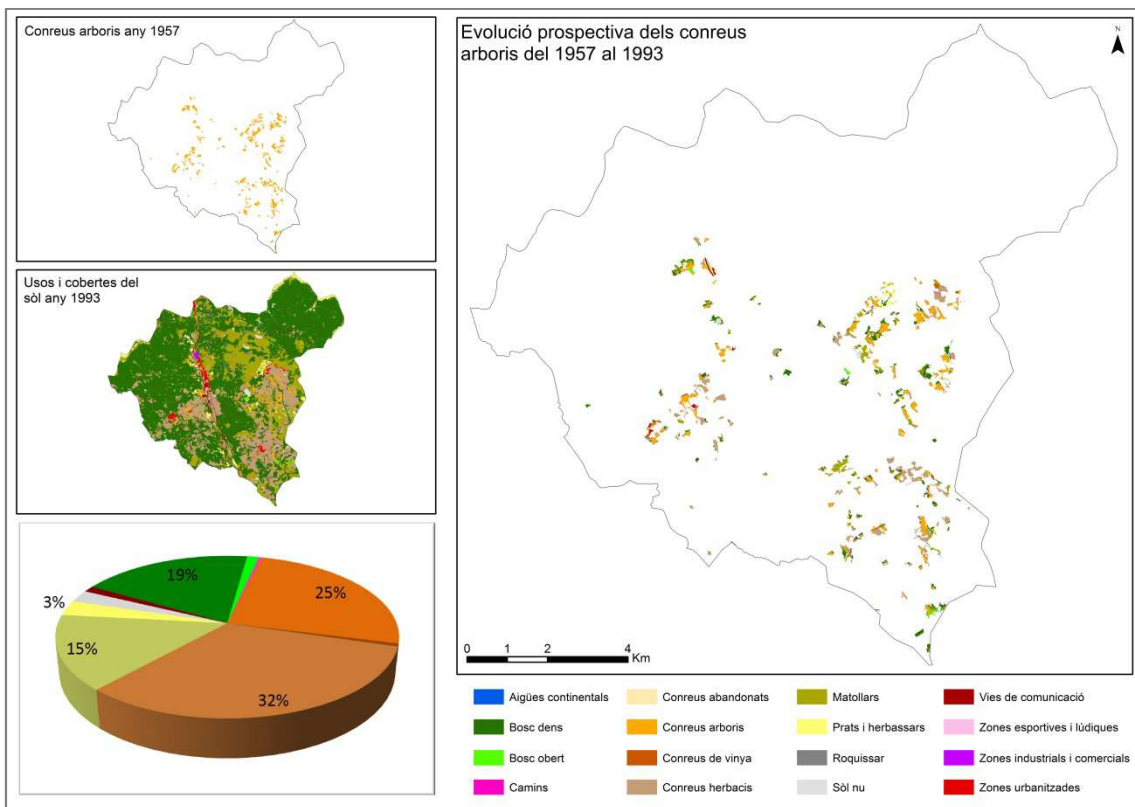 Conreus arboris any 1957
Usos i cobertes del
sòl any 1993
19%
25%
3%
15%
32%
Evolució prospectiva dels conreus
arboris del 1957 al 1993
N
0 1 2 4
Km
Aigües continentals
Bosc dens
Bosc obert
Camins
Conreus abandonats
Conreus arboris
Conreus de vinya
Conreus herbacis
Matollars
Prats i herbassars
Roquissar
Sòl nu
Vies de comunicació
Zones esportives i lúdiques
Zones industrials i comercials
Zones urbanitzades